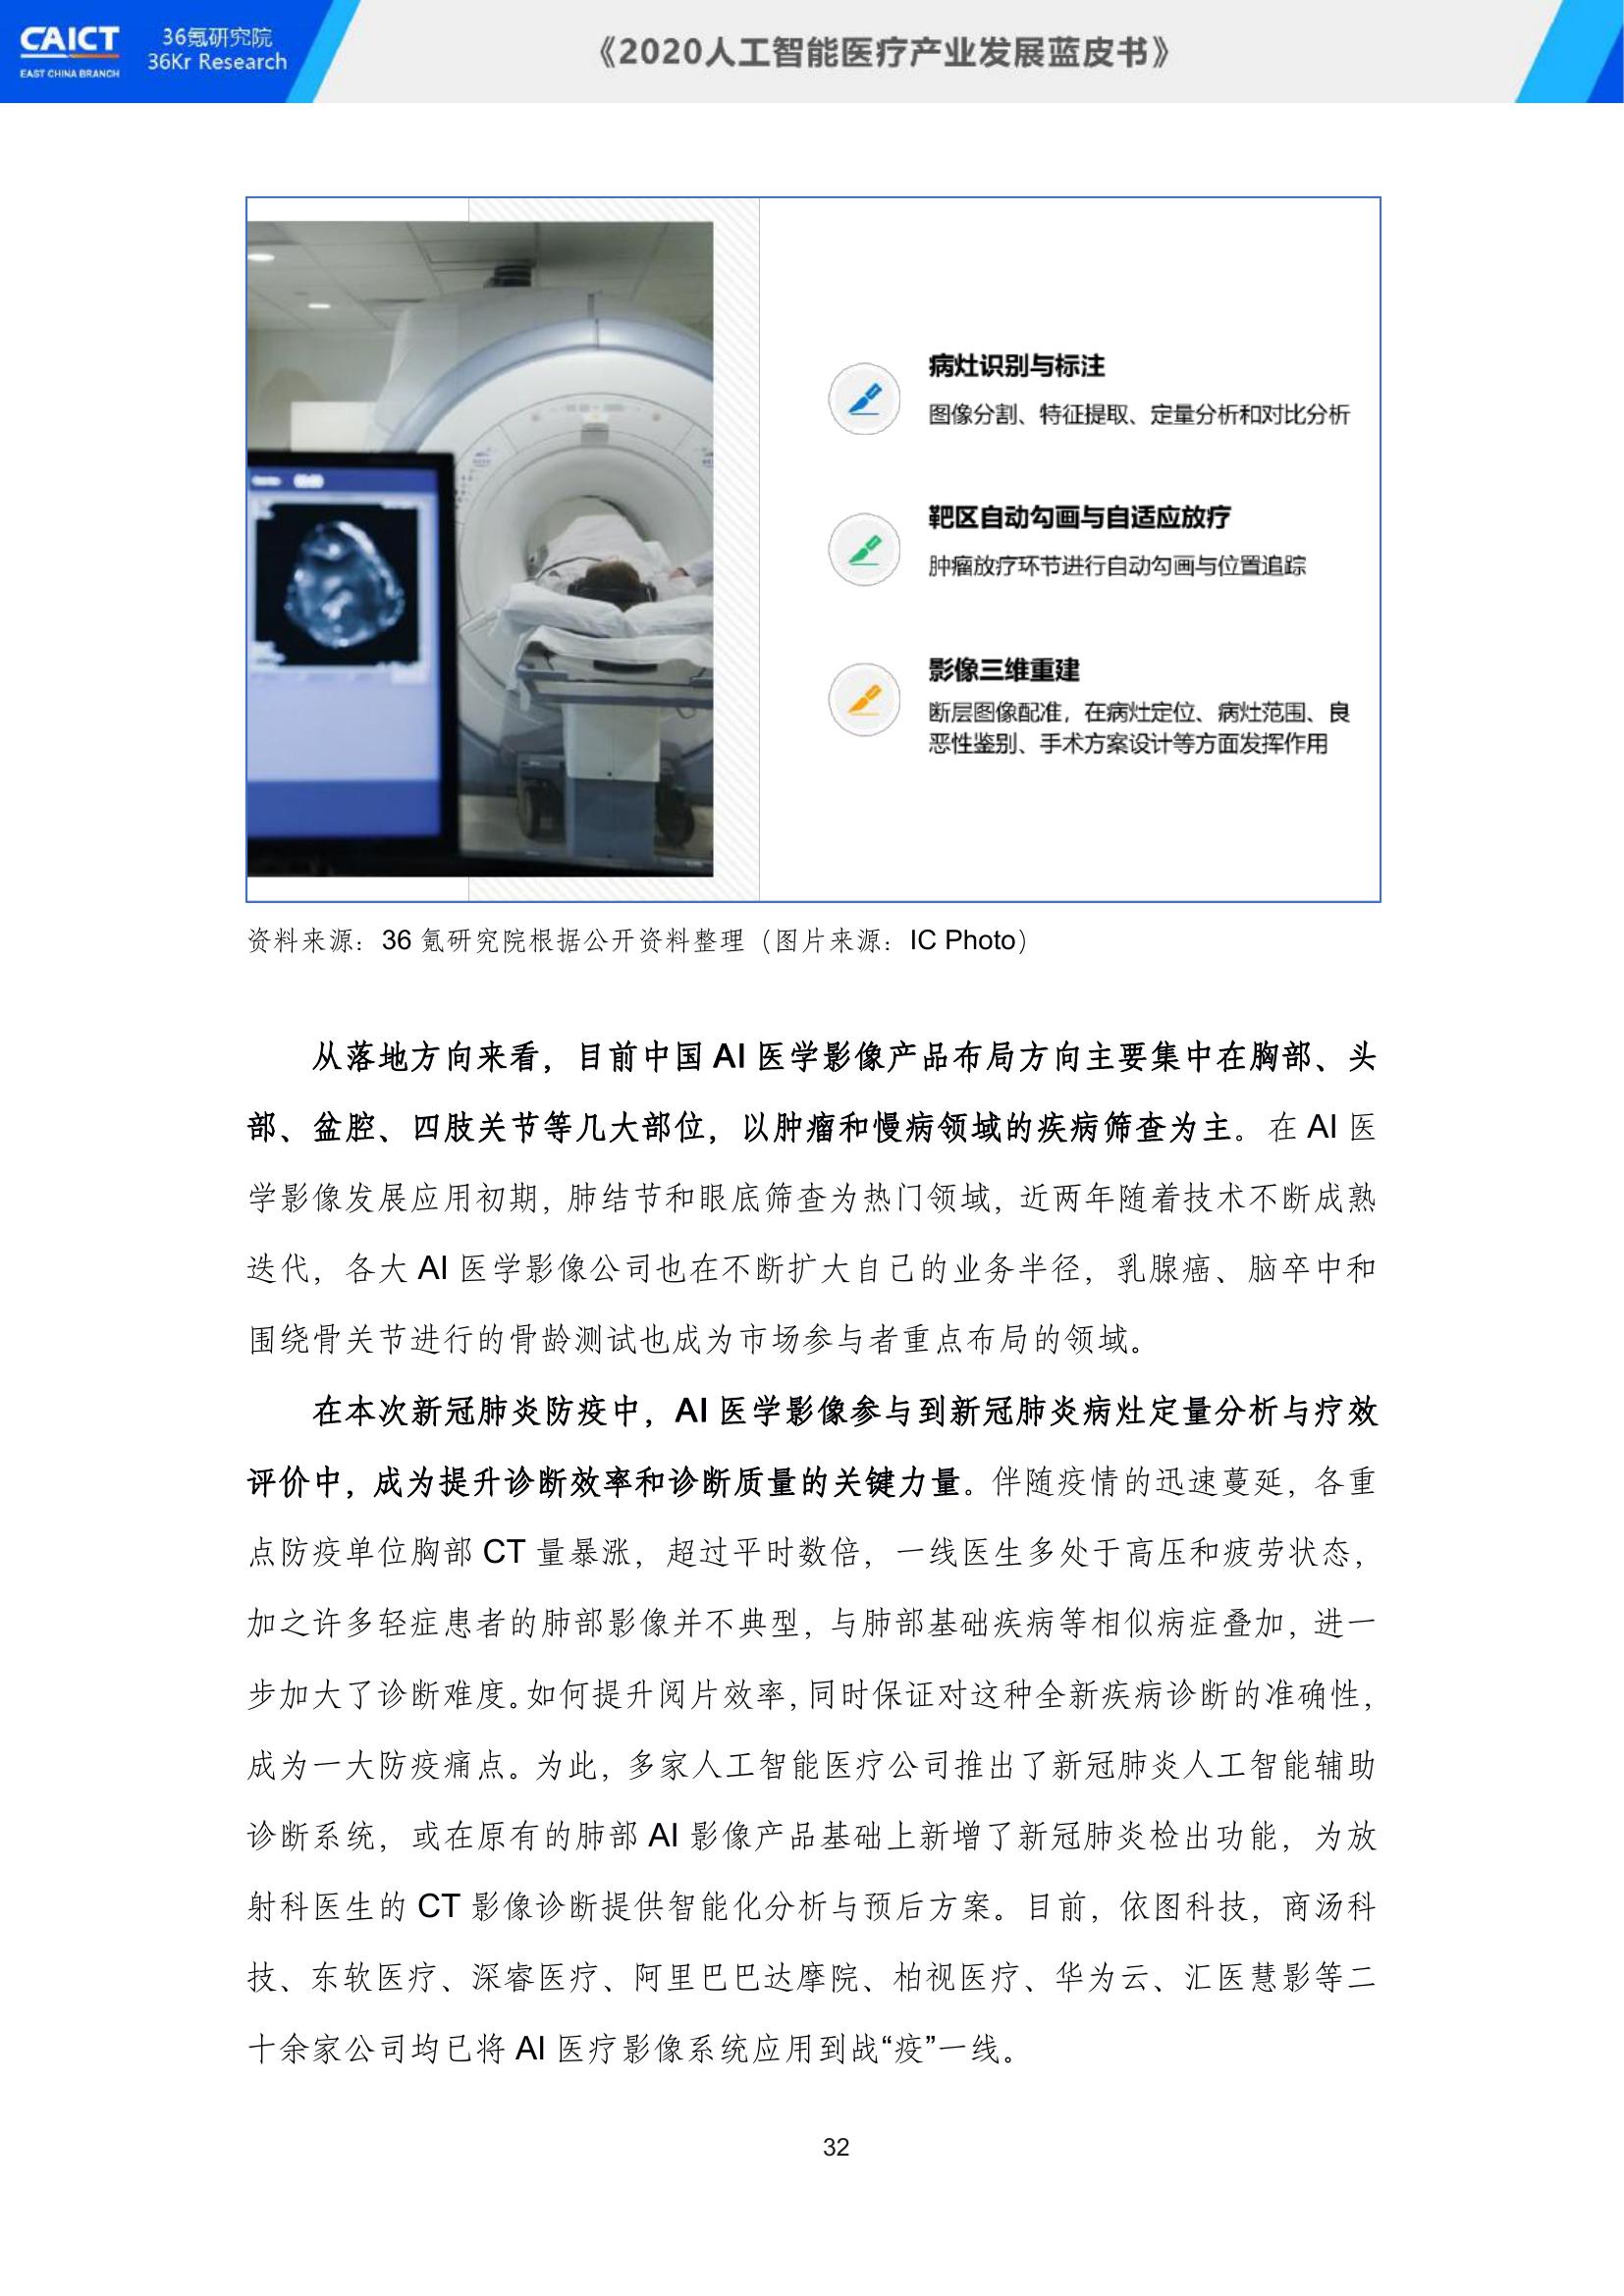 CAICT
EAST CHINA BRANCH
36氪研究院
36Kr Research
《2020人工智能医疗产业发展蓝皮书》
病灶识别与标注
图像分割、特征提取、定量分析和对比分析
靶区自动勾画与自适应放疗
肿瘤放疗环节进行自动勾画与位置追踪
影像三维重建
断层图像配准，在病灶定位、病灶范围、良
恶性鉴别、手术方案设计等方面发挥作用
资料来源：36 氪研究院根据公开资料整理（图片来源：IC Photo）
从落地方向来看，目前中国 AI 医学影像产品布局方向主要集中在胸部、头
部、盆腔、四肢关节等几大部位，以肿瘤和慢病领域的疾病筛查为主。在 AI 医
学影像发展应用初期，肺结节和眼底筛查为热门领域，近两年随着技术不断成熟
迭代，各大 AI 医学影像公司也在不断扩大自己的业务半径，乳腺癌、脑卒中和
围绕骨关节进行的骨龄测试也成为市场参与者重点布局的领域。
在本次新冠肺炎防疫中，AI 医学影像参与到新冠肺炎病灶定量分析与疗效
评价中，成为提升诊断效率和诊断质量的关键力量。伴随疫情的迅速蔓延，各重
点防疫单位胸部 CT 量暴涨，超过平时数倍，一线医生多处于高压和疲劳状态，
加之许多轻症患者的肺部影像并不典型，与肺部基础疾病等相似病症叠加，进一
步加大了诊断难度。如何提升阅片效率，同时保证对这种全新疾病诊断的准确性，
成为一大防疫痛点。为此，多家人工智能医疗公司推出了新冠肺炎人工智能辅助
诊断系统，或在原有的肺部 AI 影像产品基础上新增了新冠肺炎检出功能，为放
射科医生的 CT 影像诊断提供智能化分析与预后方案。目前，依图科技，商汤科
技、东软医疗、深睿医疗、阿里巴巴达摩院、柏视医疗、华为云、汇医慧影等二
十余家公司均已将 AI 医疗影像系统应用到战“疫”一线。
32